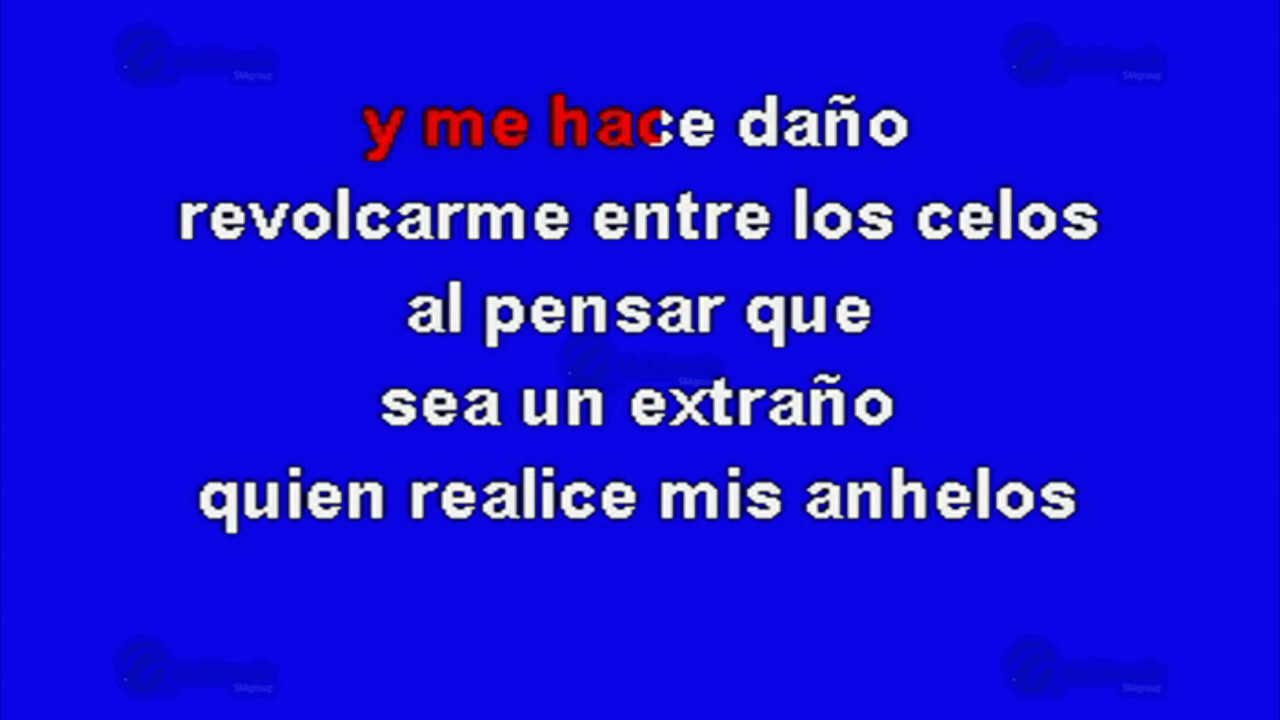 y me hace daño
revolcarme entre los celos
al pensar que
sea un extraño
quien realice mis anhelos